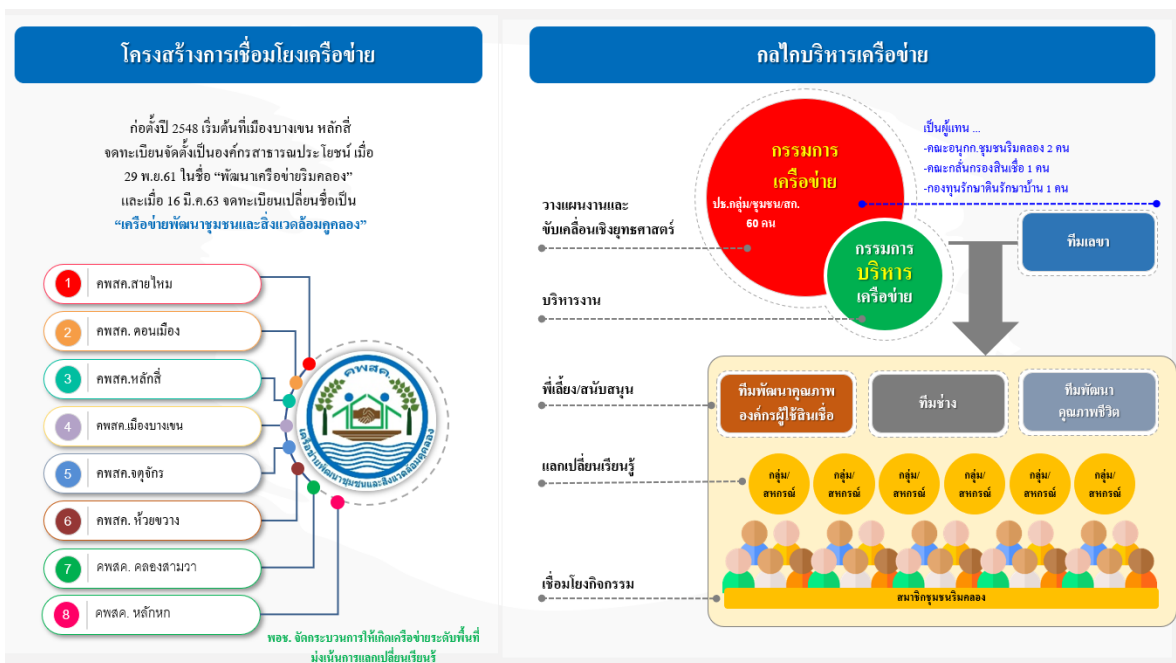 โครงสร้างการเชื่อมโยงเครือข่าย
ก่อตั้งปี 2548 เริ่มต้นที่เมืองบางเขน หลักสี่
จดทะเบียนจัดตั้งเป็นองค์กรสาธารณประโยชน์ เมื่อ
29 พ.ย.61 ในชื่อ “พัฒนาเครือข่ายริมคลอง”
และเมื่อ 16 มี.ค.63 จดทะเบียนเปลี่ยนชื่อเป็น
“เครือข่ายพัฒนาชุมชนและสิ่งแวดล้อมคูคลอง”
1 คพสค.สายไหม
2 คพสค. ดอนเมือง
3 คพสค.หลักสี่
4 คพสค.เมืองบางเขน
5 คพสค.จตุจักร
6 คพสค. ห้วยขวาง
7 คพสค. คลองสามวา
8 คพสค. หลักหก
คพสค.
เครือข่ายพัฒนาชุมชนและสิ่งแวดล้อมคูคลอง
พอช. จัดกระบวนการให้เกิดเครือข่ายระดับพื้นที่
มุ่งเน้นการแลกเปลี่ยนเรียนรู้
กลไกบริหารเครือข่าย
กรรมการ
เครือข่าย
ปธ.กลุ่ม/ชุมชน/สก.
60 คน
เป็นผู้แทน ...
-คณะอนุกก.ชุมชนริมคลอง 2 คน
-คณะกลั่นกรองสินเชื่อ 1 คน
-กองทุนรักษาดินรักษาบ้าน 1 คน
วางแผนงานและ
ขับเคลื่อนเชิงยุทธศาสตร์
กรรมการ
บริหาร
เครือข่าย
ทีมเลขา
บริหารงาน
พี่เลี้ยง/สนับสนุน
ทีมพัฒนาคุณภาพ
องค์กรผู้ใช้สินเชื่อ
ทีมช่าง
ทีมพัฒนา
คุณภาพชีวิต
แลกเปลี่ยนเรียนรู้
กลุ่ม/
สหกรณ์
กลุ่ม/
สหกรณ์
กลุ่ม/
สหกรณ์
กลุ่ม/
สหกรณ์
กลุ่ม/
สหกรณ์
กลุ่ม/
สหกรณ์
เชื่อมโยงกิจกรรม
สมาชิกชุมชนริมคลอง